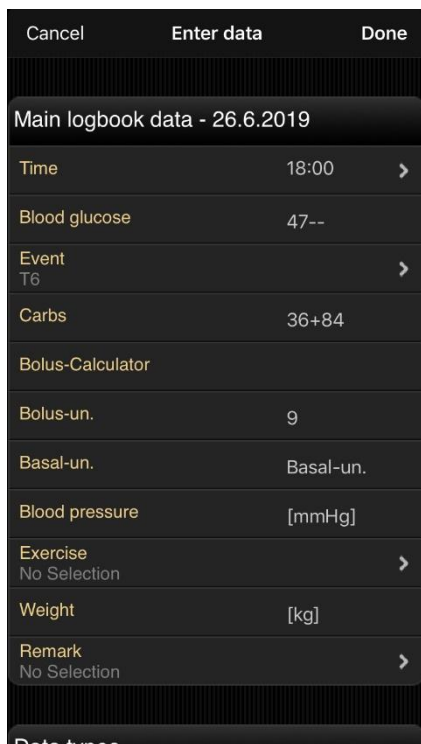 Cancel Enter data Done
Main logbook data - 26.6.2019
Time 18:00
Blood glucose 47--
Event
T6
Carbs 36+84
Bolus-Calculator
Bolus-un. 9
Basal-un. Basal-un.
Blood pressure [mmHg]
Exercise
No Selection
Weight [kg]
Remark
No Selection
Data types